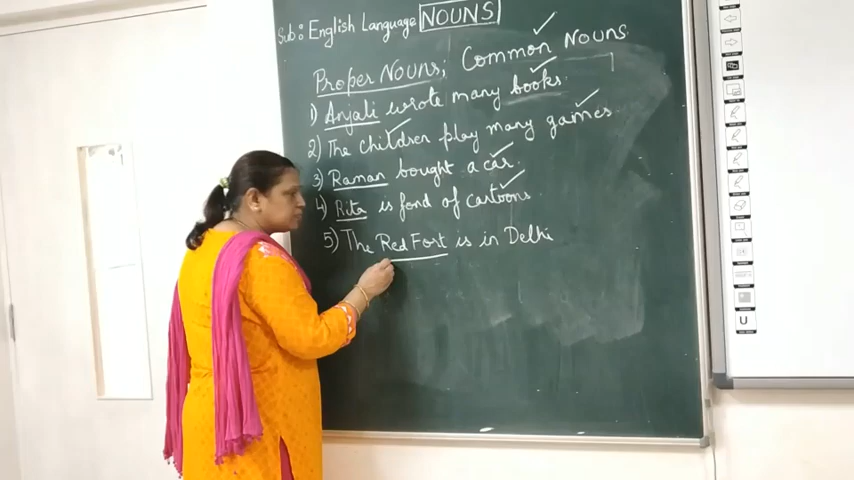 Sub: English Language NOUNS
Proper Nouns; Common Nouns
1) Anjali wrote many books.
2) The children play many games.
3) Raman bought a car.
4) Rita is fond of cartoons
5) The Red Fort is in Delhi